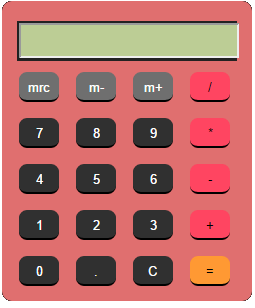 mrc m- m+ /
7 8 9 *
4 5 6 -
1 2 3 +
0 . C =